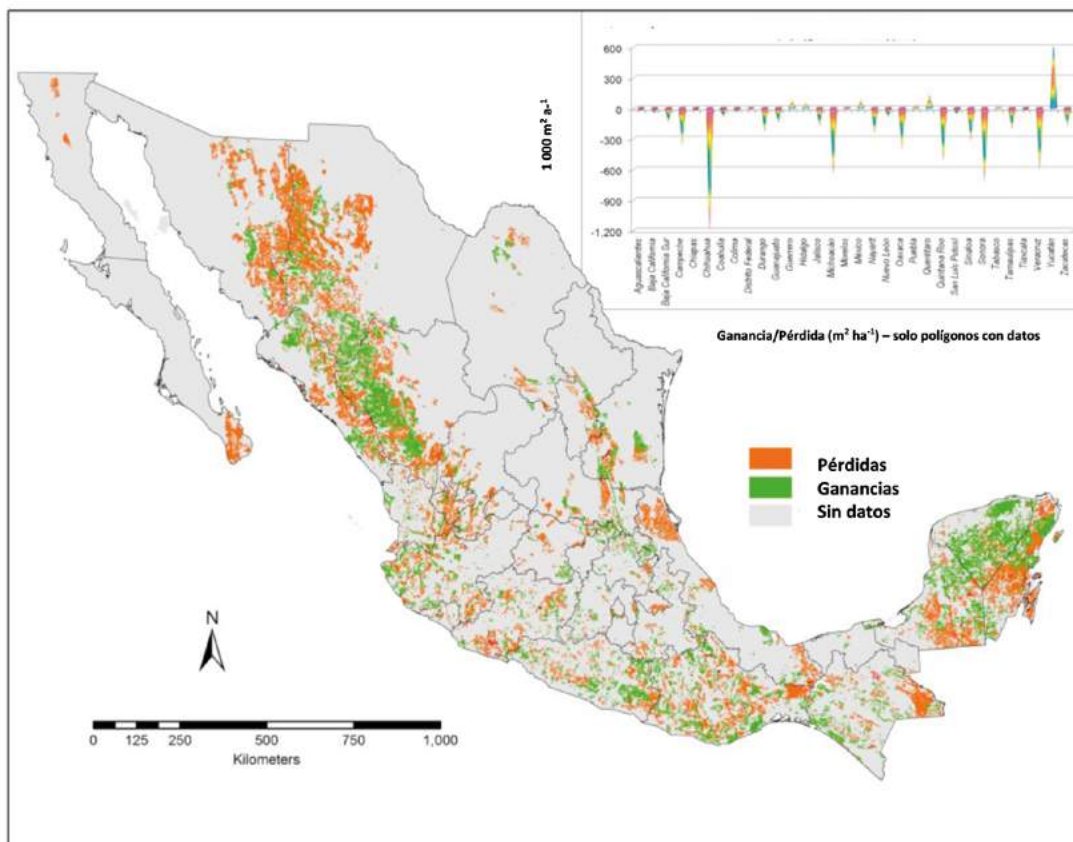 600
300
0
-300
-600
-900
-1,200
1 000 m² a⁻¹
Aguascalientes
Baja California
Baja California Sur
Campeche
Chiapas
Chihuahua
Coahuila
Colima
Distrito Federal
Durango
Guanajuato
Guerrero
Hidalgo
Jalisco
Michoacán
Morelos
México
Nayarit
Nuevo León
Oaxaca
Puebla
Querétaro
Quintana Roo
San Luis Potosí
Sinaloa
Sonora
Tabasco
Tamaulipas
Tlaxcala
Veracruz
Yucatán
Zacatecas
Ganancia/Pérdida (m² ha⁻¹) – solo polígonos con datos
Pérdidas
Ganancias
Sin datos
N
0 125 250 500 750 1,000
Kilometers